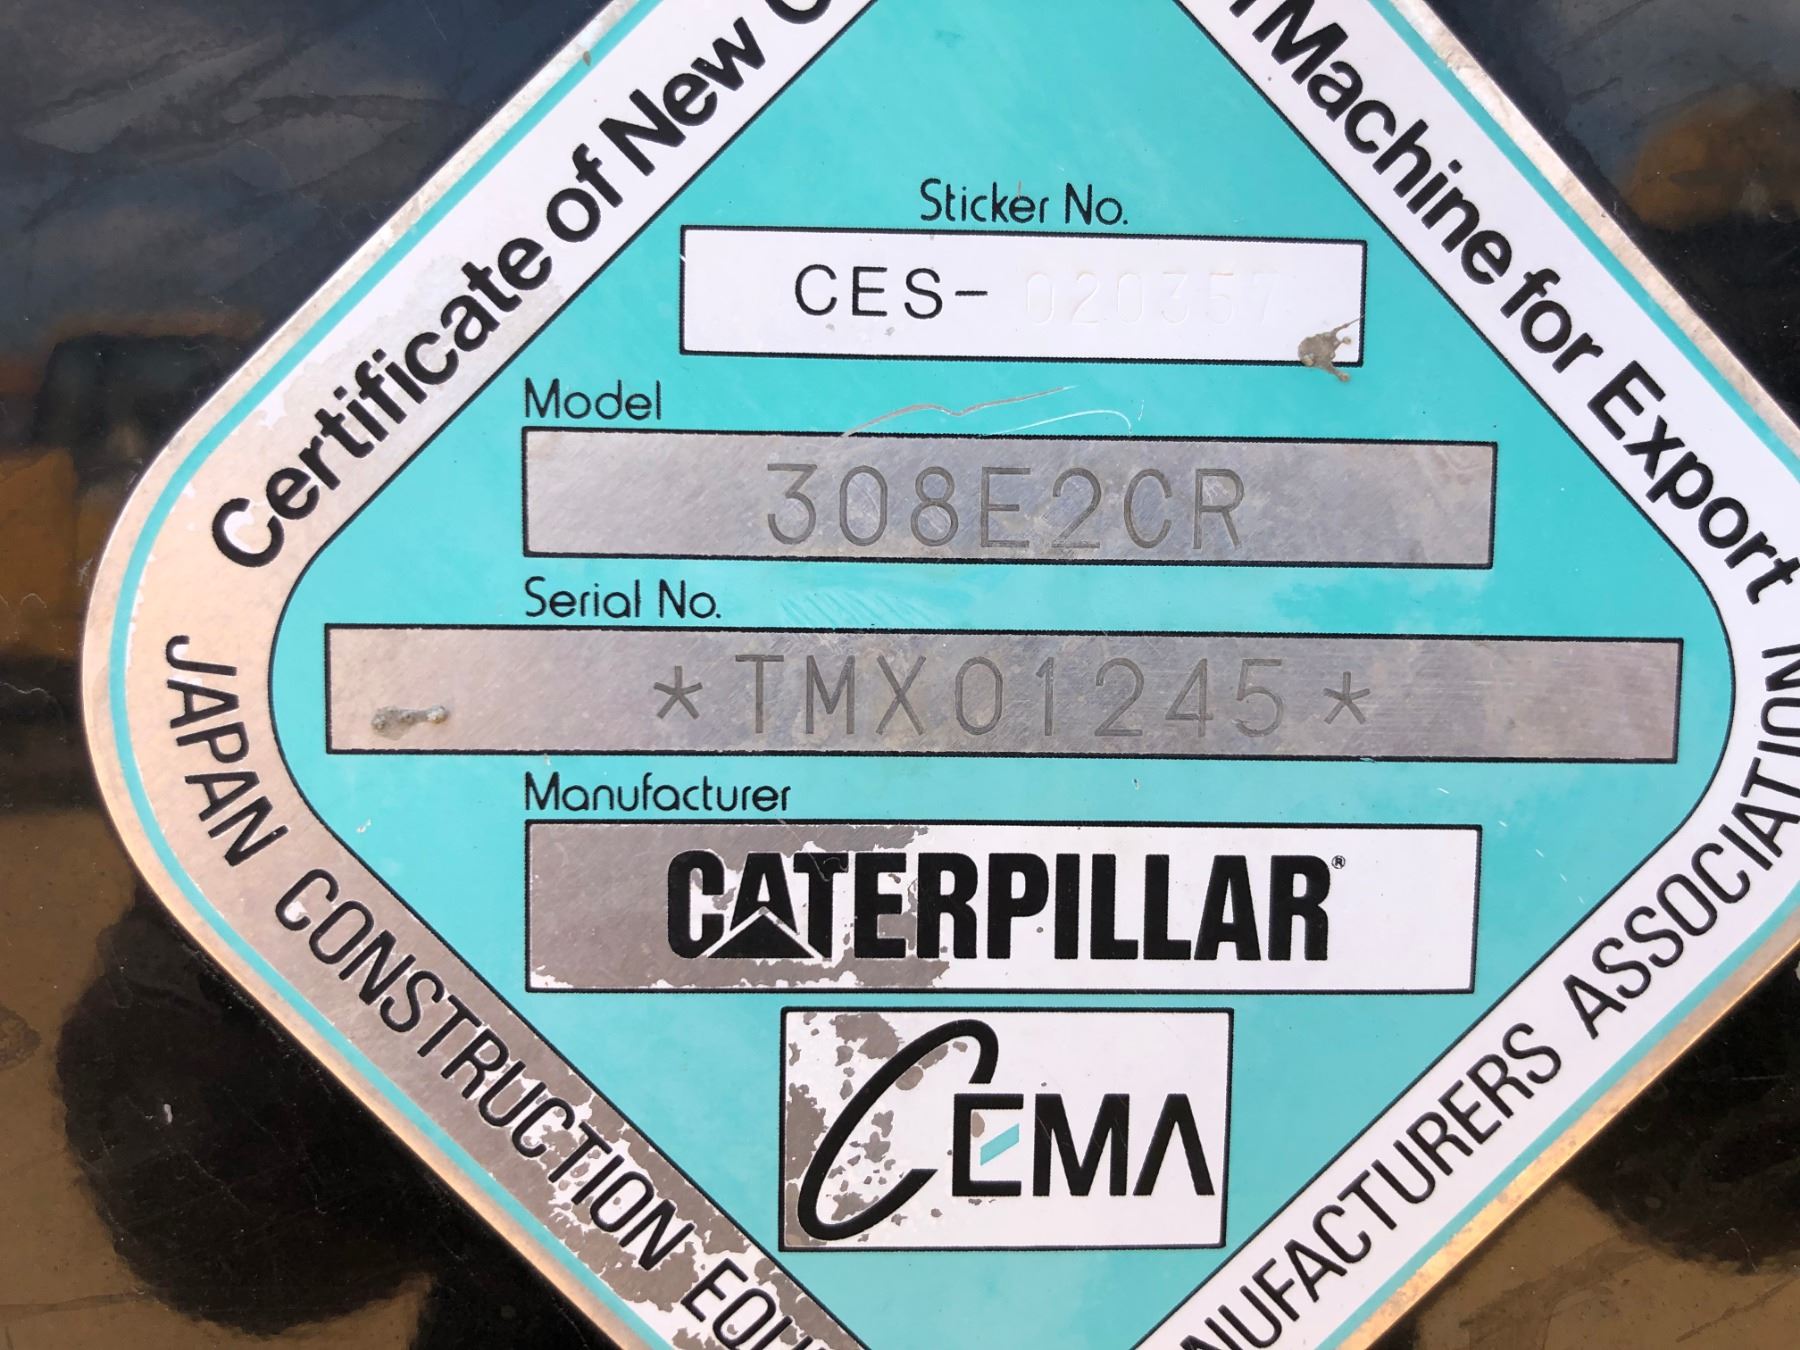 Certificate of New
Machine for Export
Sticker No.
CES- 020357
Model
308E2CR
Serial No.
*TMX01245*
Manufacturer
CATERPILLAR®
CEMA
JAPAN CONSTRUCTION
ASSOCIATION